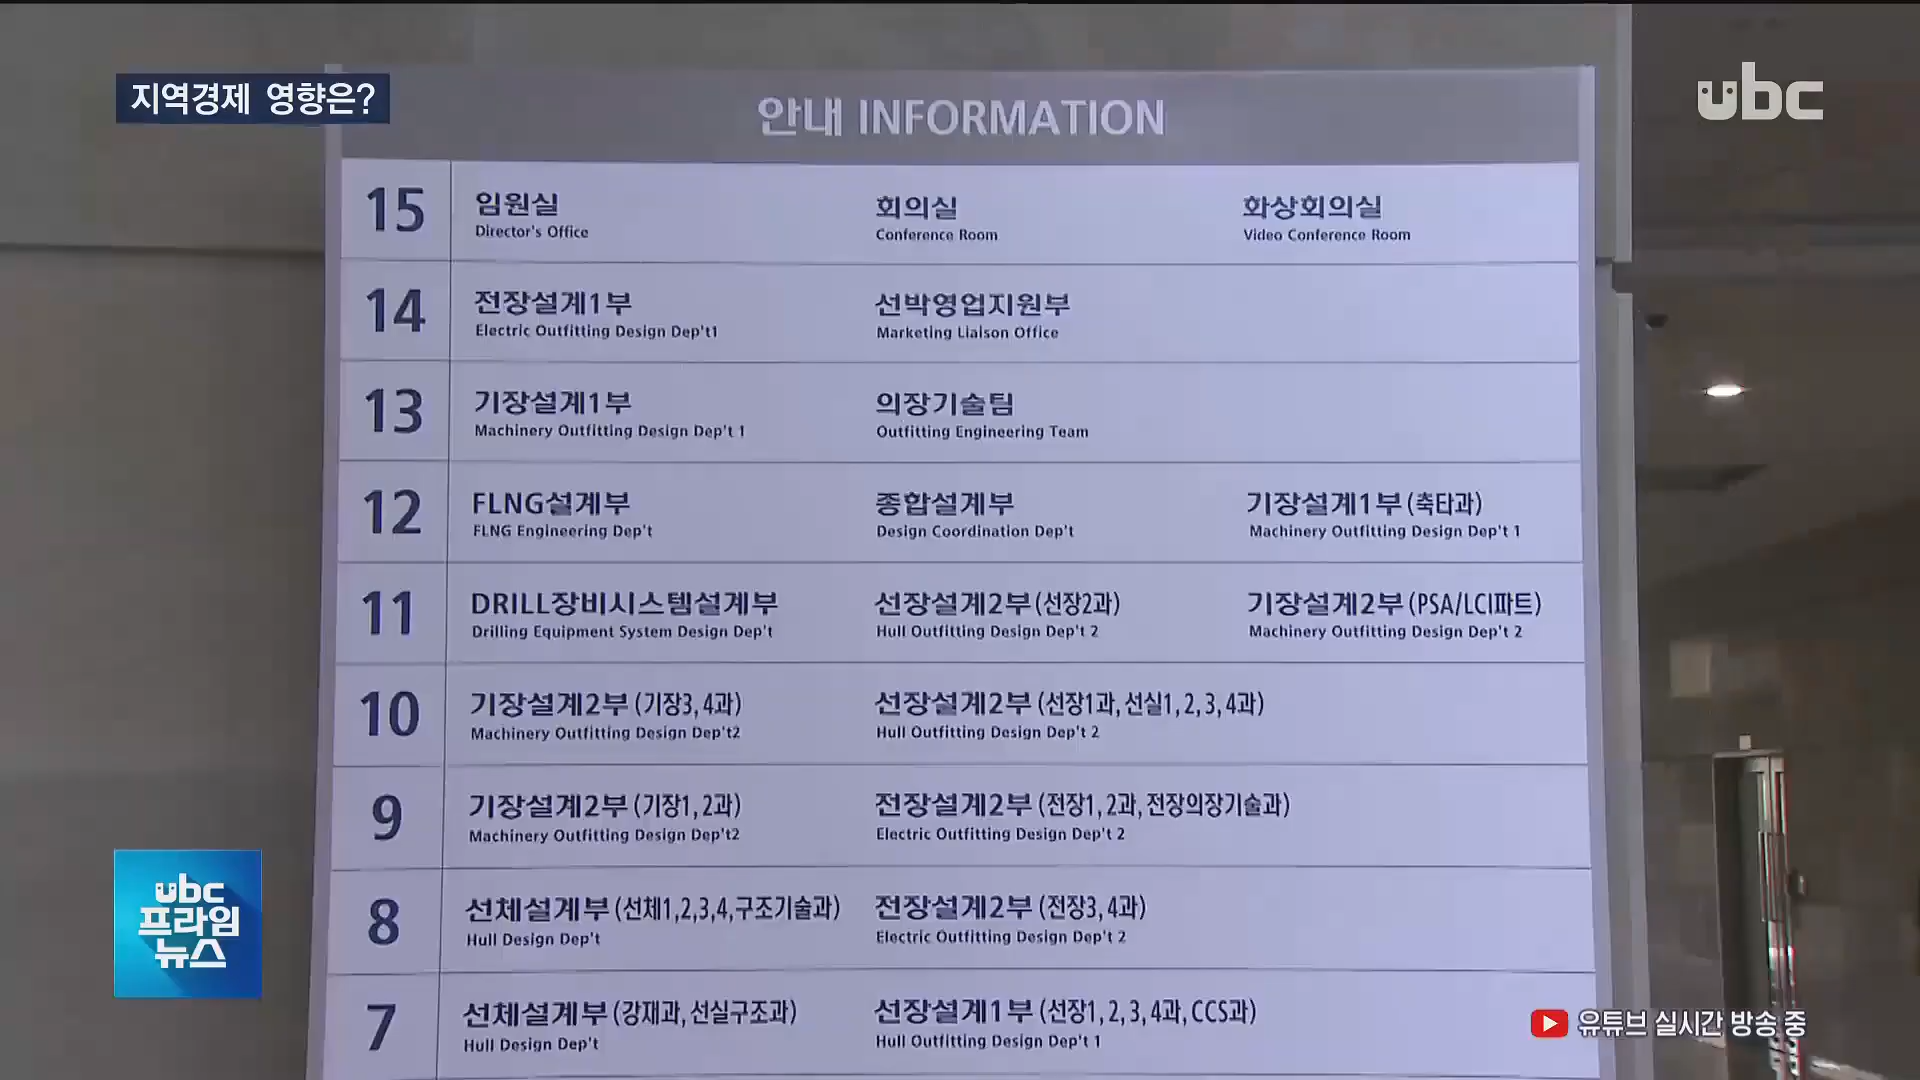 지역경제 영향은?
ubc
안내 INFORMATION
15 임원실 회의실 화상회의실
Director's Office Conference Room Video Conference Room
14 전장설계1부 선박영업지원부
Electric Outfitting Design Dep't1 Marketing Liaison Office
13 기장설계1부 의장기술팀
Machinery Outfitting Design Dep't 1 Outfitting Engineering Team
12 FLNG설계부 종합설계부 기장설계1부 (축타과)
FLNG Engineering Dep't Design Coordination Dep't Machinery Outfitting Design Dep't 1
11 DRILL장비시스템설계부 선장설계2부 (선장2과) 기장설계2부 (PSA/LCI파트)
Drilling Equipment System Design Dep't Hull Outfitting Design Dep't 2 Machinery Outfitting Design Dep't 2
10 기장설계2부 (기장3, 4과) 선장설계2부 (선장1과, 선실1, 2, 3, 4과)
Machinery Outfitting Design Dep't2 Hull Outfitting Design Dep't 2
9 기장설계2부 (기장1, 2과) 전장설계2부 (전장1, 2과, 전장의장기술과)
Machinery Outfitting Design Dep't2 Electric Outfitting Design Dep't 2
8 선체설계부 (선체1,2,3,4,구조기술과) 전장설계2부 (전장3, 4과)
Hull Design Dep't Electric Outfitting Design Dep't 2
7 선체설계부 (강재과, 선실구조과) 선장설계1부 (선장1, 2, 3, 4과, CCS과)
Hull Design Dep't Hull Outfitting Design Dep't 1
ubc
프라임
뉴스
유튜브 실시간 방송 중